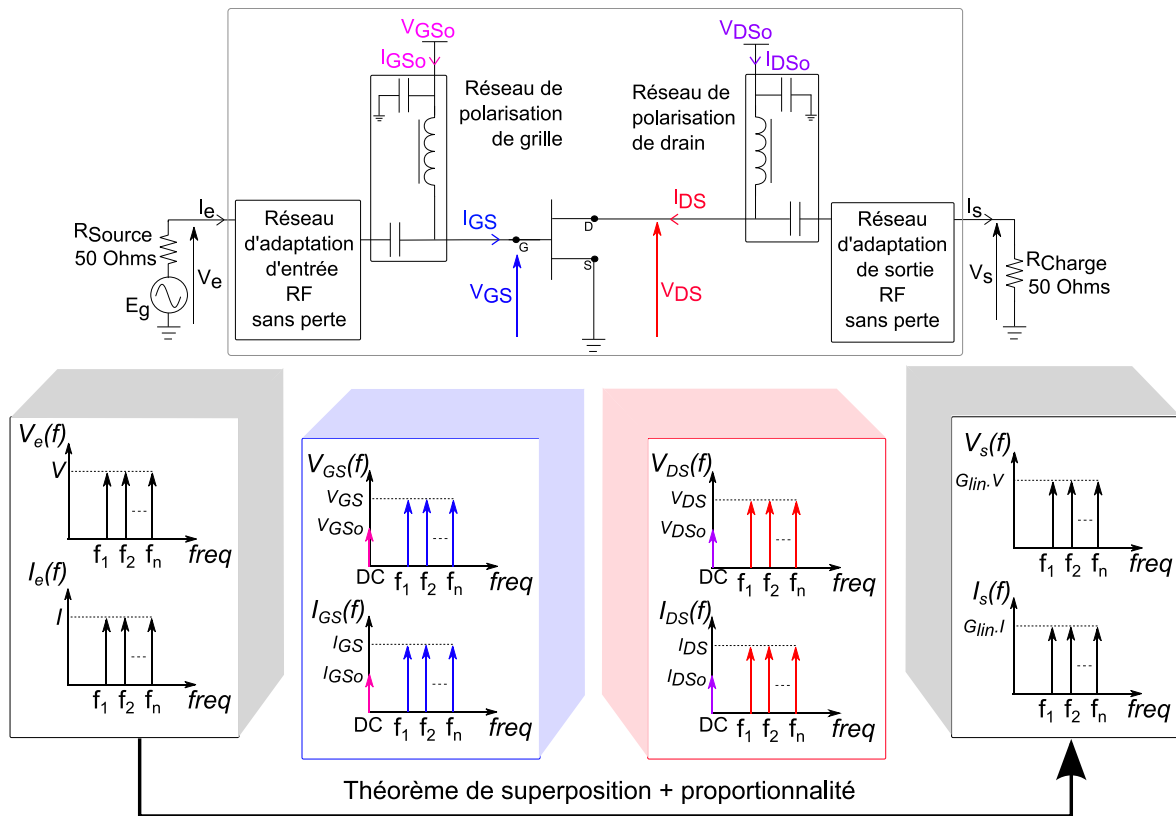 VGSo
IGSo
VDSo
IDSo
Réseau de
polarisation
de grille
Réseau de
polarisation
de drain
Ie
RSource
50 Ohms
Ve
Eg
Réseau
d'adaptation
d'entrée
RF
sans perte
IGS
G
VGS
D
S
IDS
VDS
Réseau
d'adaptation
de sortie
RF
sans perte
Is
Vs
RCharge
50 Ohms
Ve(f)
V
f1 f2 --- fn freq
Ie(f)
I
f1 f2 --- fn freq
VGS(f)
VGS
VGSo
DC f1 f2 --- fn freq
IGS(f)
IGS
IGSo
DC f1 f2 --- fn freq
VDS(f)
VDS
VDSo
DC f1 f2 --- fn freq
IDS(f)
IDS
IDSo
DC f1 f2 --- fn freq
Vs(f)
Glin.V
f1 f2 --- fn freq
Is(f)
Glin.I
f1 f2 --- fn freq
Théorème de superposition + proportionnalité